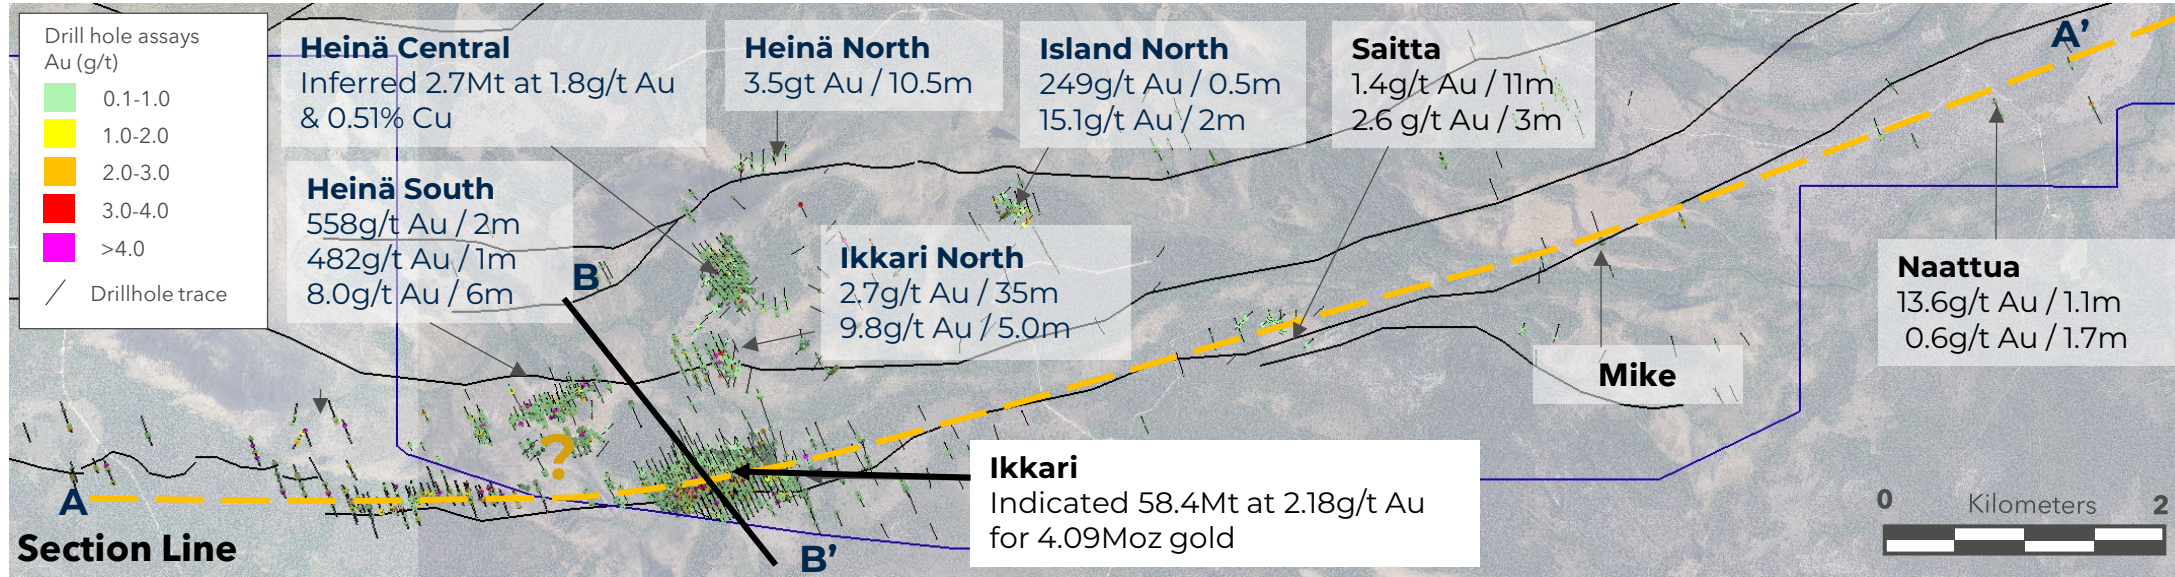 Drill hole assays
Au (g/t)
0.1-1.0
1.0-2.0
2.0-3.0
3.0-4.0
>4.0
Drillhole trace
Heinä Central
Inferred 2.7Mt at 1.8g/t Au
& 0.51% Cu
Heinä North
3.5gt Au / 10.5m
Island North
249g/t Au / 0.5m
15.1g/t Au / 2m
Saitta
1.4g/t Au / 11m
2.6 g/t Au / 3m
A’
Heinä South
558g/t Au / 2m
482g/t Au / 1m
8.0g/t Au / 6m
B
Ikkari North
2.7g/t Au / 35m
9.8g/t Au / 5.0m
Naattua
13.6g/t Au / 1.1m
0.6g/t Au / 1.7m
Mike
?
A
Section Line
B’
Ikkari
Indicated 58.4Mt at 2.18g/t Au
for 4.09Moz gold
0 Kilometers 2